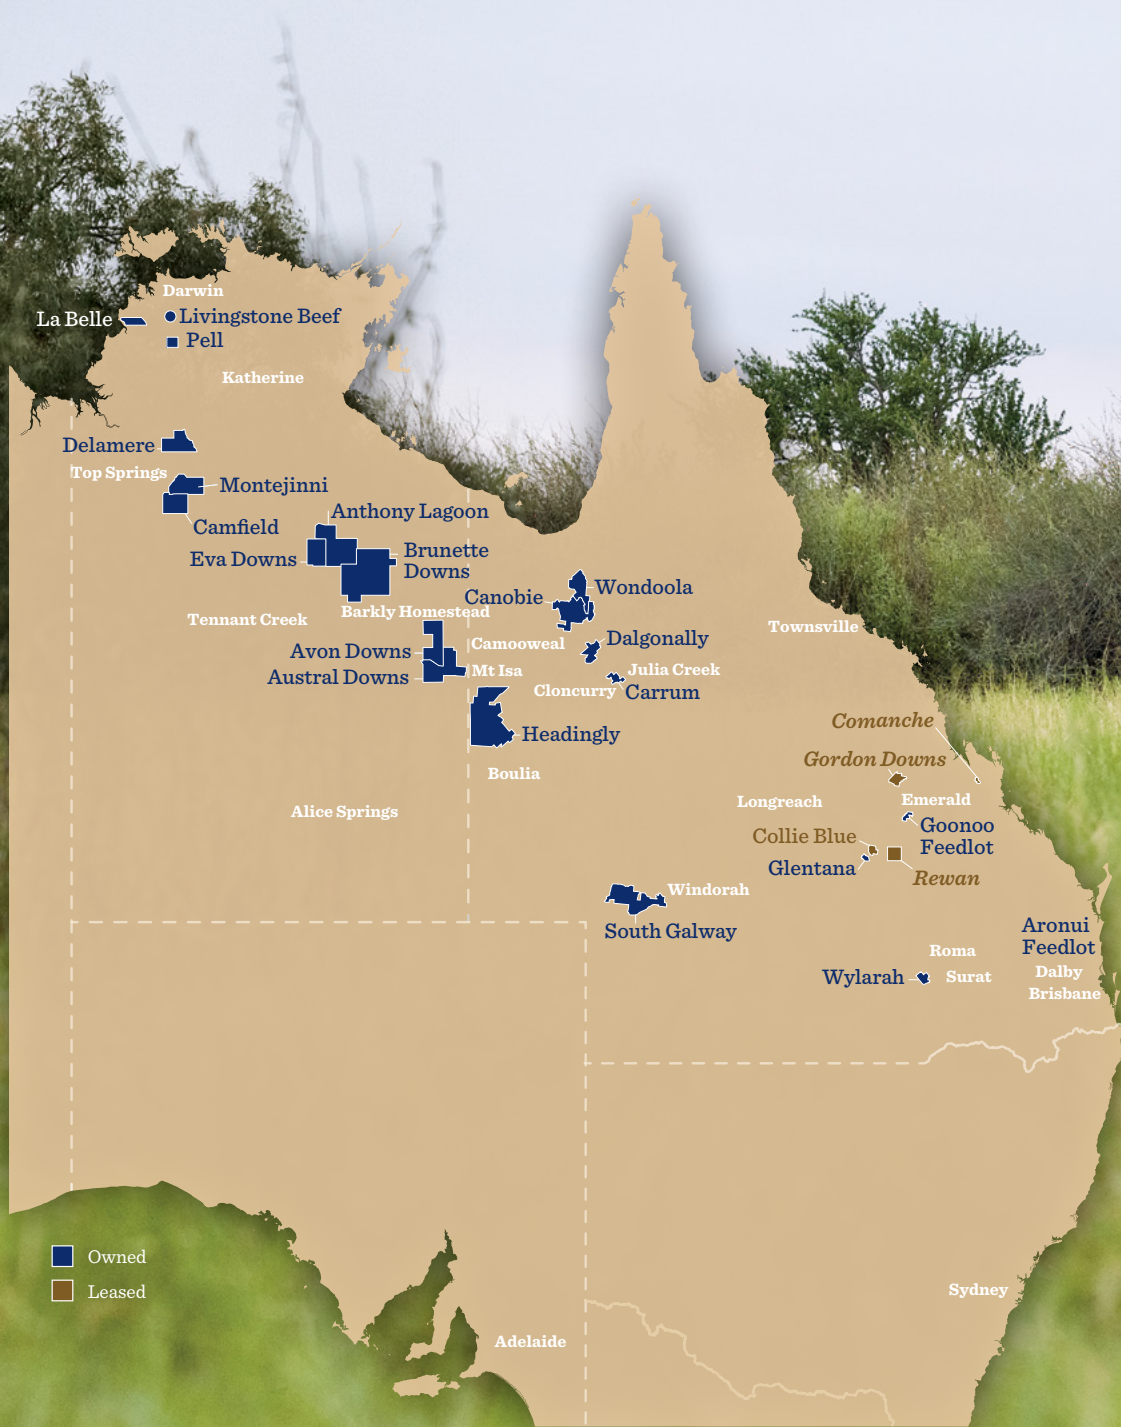 Darwin
La Belle
Livingstone Beef
Pell
Katherine
Delamere
Top Springs
Montejinni
Camfield
Anthony Lagoon
Eva Downs
Brunette
Downs
Tennant Creek
Barkly Homestead
Canobie
Wondoola
Camooweal
Dalgonally
Avon Downs
Austral Downs
Mt Isa
Julia Creek
Cloncurry
Carrum
Townsville
Headingly
Boulia
Alice Springs
Comanche
Gordon Downs
Longreach
Emerald
Goonoo
Feedlot
Collie Blue
Glentana
Rewan
Windorah
South Galway
Aronui
Feedlot
Roma
Wylarah
Surat
Dalby
Brisbane
Owned
Leased
Sydney
Adelaide